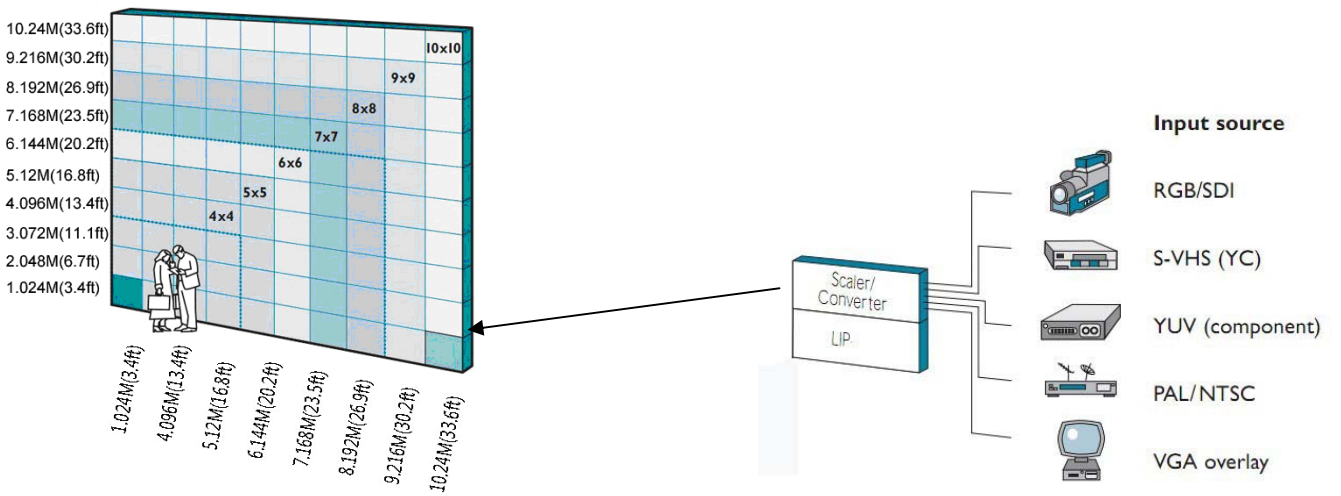 10.24M(33.6ft)
9.216M(30.2ft)
8.192M(26.9ft)
7.168M(23.5ft)
6.144M(20.2ft)
5.12M(16.8ft)
4.096M(13.4ft)
3.072M(11.1ft)
2.048M(6.7ft)
1.024M(3.4ft)
10x10
9x9
8x8
7x7
6x6
5x5
4x4
1.024M(3.4ft)
4.096M(13.4ft)
5.12M(16.8ft)
6.144M(20.2ft)
7.168M(23.5ft)
8.192M(26.9ft)
9.216M(30.2ft)
10.24M(33.6ft)
Scaler/
Converter
LIP
Input source
RGB/SDI
S-VHS (YC)
YUV (component)
PAL/NTSC
VGA overlay